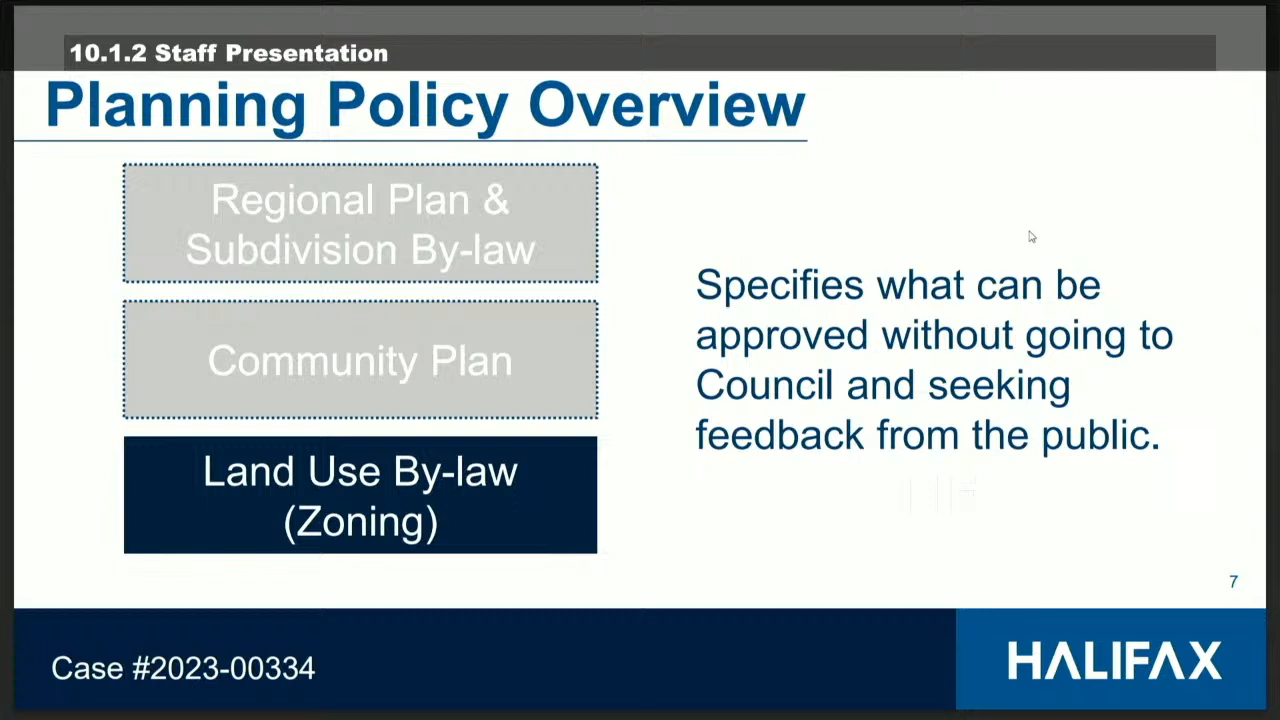 10.1.2 Staff Presentation
Planning Policy Overview
Regional Plan &
Subdivision By-law
Community Plan
Land Use By-law
(Zoning)
Specifies what can be
approved without going to
Council and seeking
feedback from the public.
7
Case #2023-00334
HALIFAX